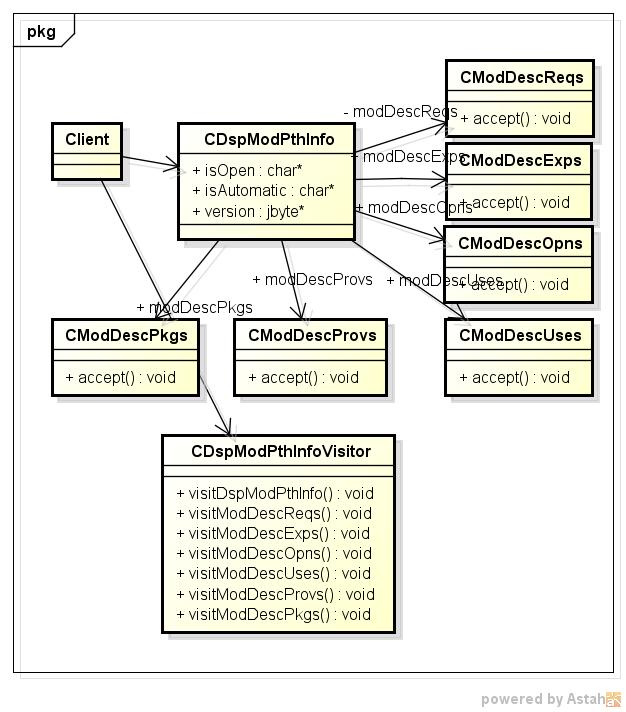 pkg
CModDescReqs
+ accept() : void
- modDescReqs
Client
CDspModPthInfo
+ isOpen : char*
+ isAutomatic : char*
+ version : jbyte*
+ modDescExps
CModDescExps
+ accept() : void
+ modDescOpns
CModDescOpns
+ accept() : void
+ modDescPkgs
+ modDescProvs
+ modDescUses
CModDescPkgs
+ accept() : void
CModDescProvs
+ accept() : void
CModDescUses
+ accept() : void
CDspModPthInfoVisitor
+ visitDspModPthInfo() : void
+ visitModDescReqs() : void
+ visitModDescExps() : void
+ visitModDescOpns() : void
+ visitModDescUses() : void
+ visitModDescProvs() : void
+ visitModDescPkgs() : void
powered by Astah